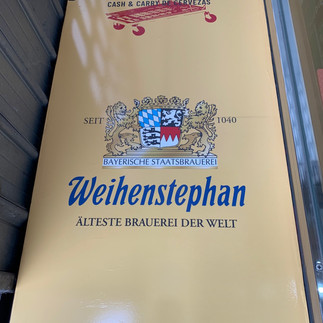 CASH & CARRY DE CERVEZAS
SEIT 1040
BAYERISCHE STAATSBRAUEREI
Weihenstephan
ÄLTESTE BRAUEREI DER WELT